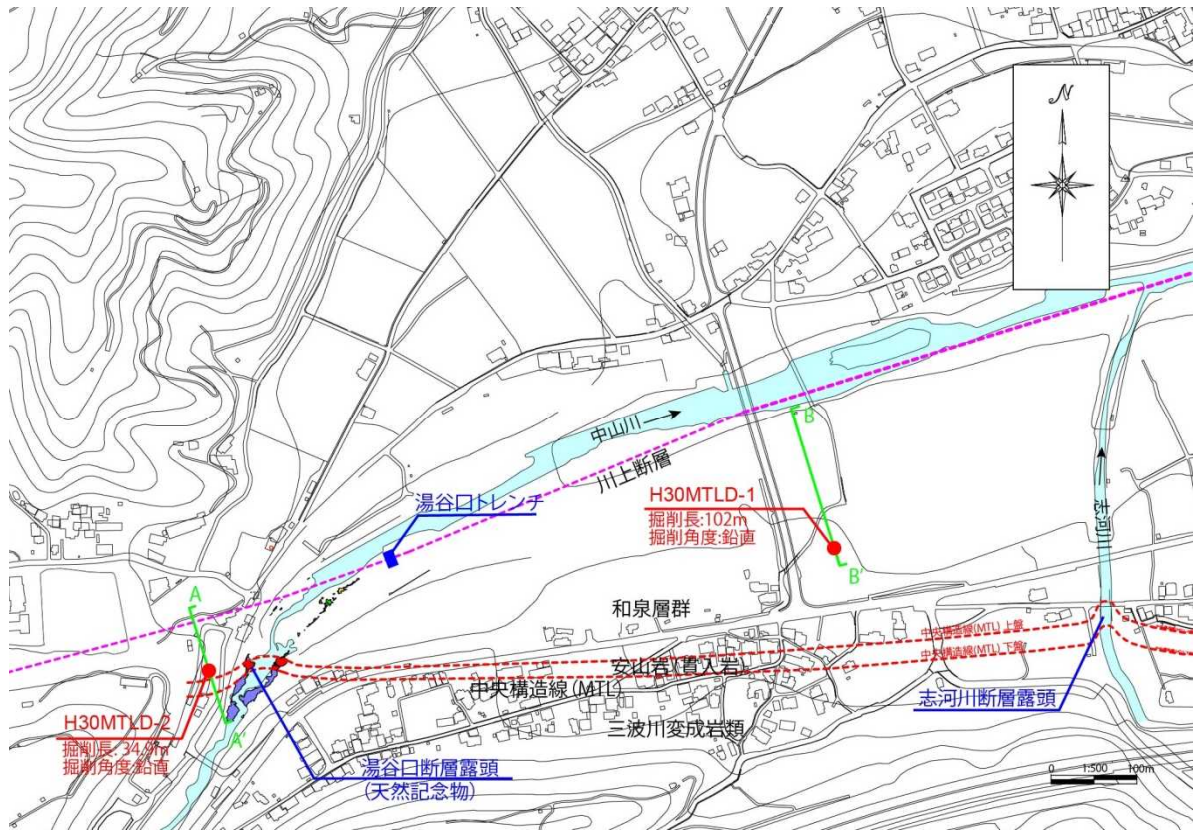 N
中山川
川上断層
湯谷口トレンチ
H30MTLD-1
掘削長:102m
掘削角度:鉛直
B
B'
志河川
A
和泉層群
中央構造線(MTL) 上盤
中央構造線(MTL) 下盤
安山岩(貫入岩)
中央構造線(MTL)
三波川変成岩類
H30MTLD-2
掘削長: 34.9m
掘削角度:鉛直
A'
湯谷口断層露頭
(天然記念物)
志河川断層露頭
0 1:500 100m